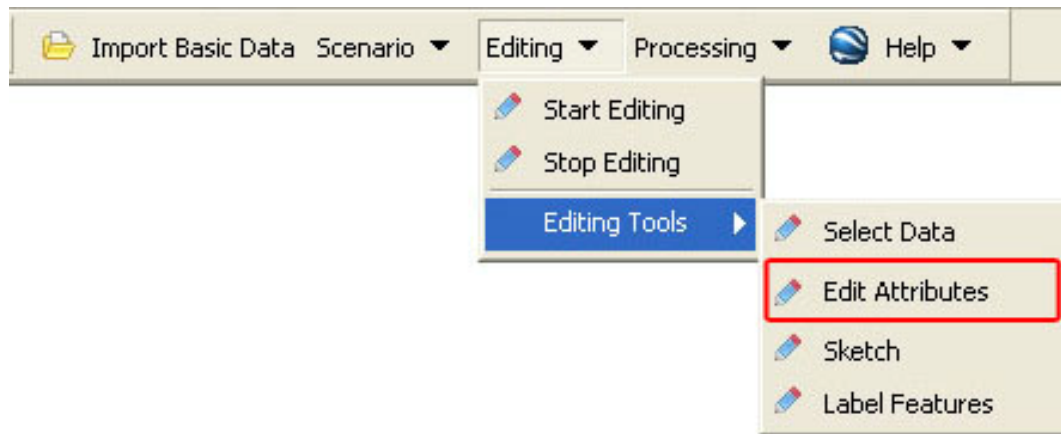 Import Basic Data Scenario Editing Processing Help
Start Editing
Stop Editing
Editing Tools
Select Data
Edit Attributes
Sketch
Label Features